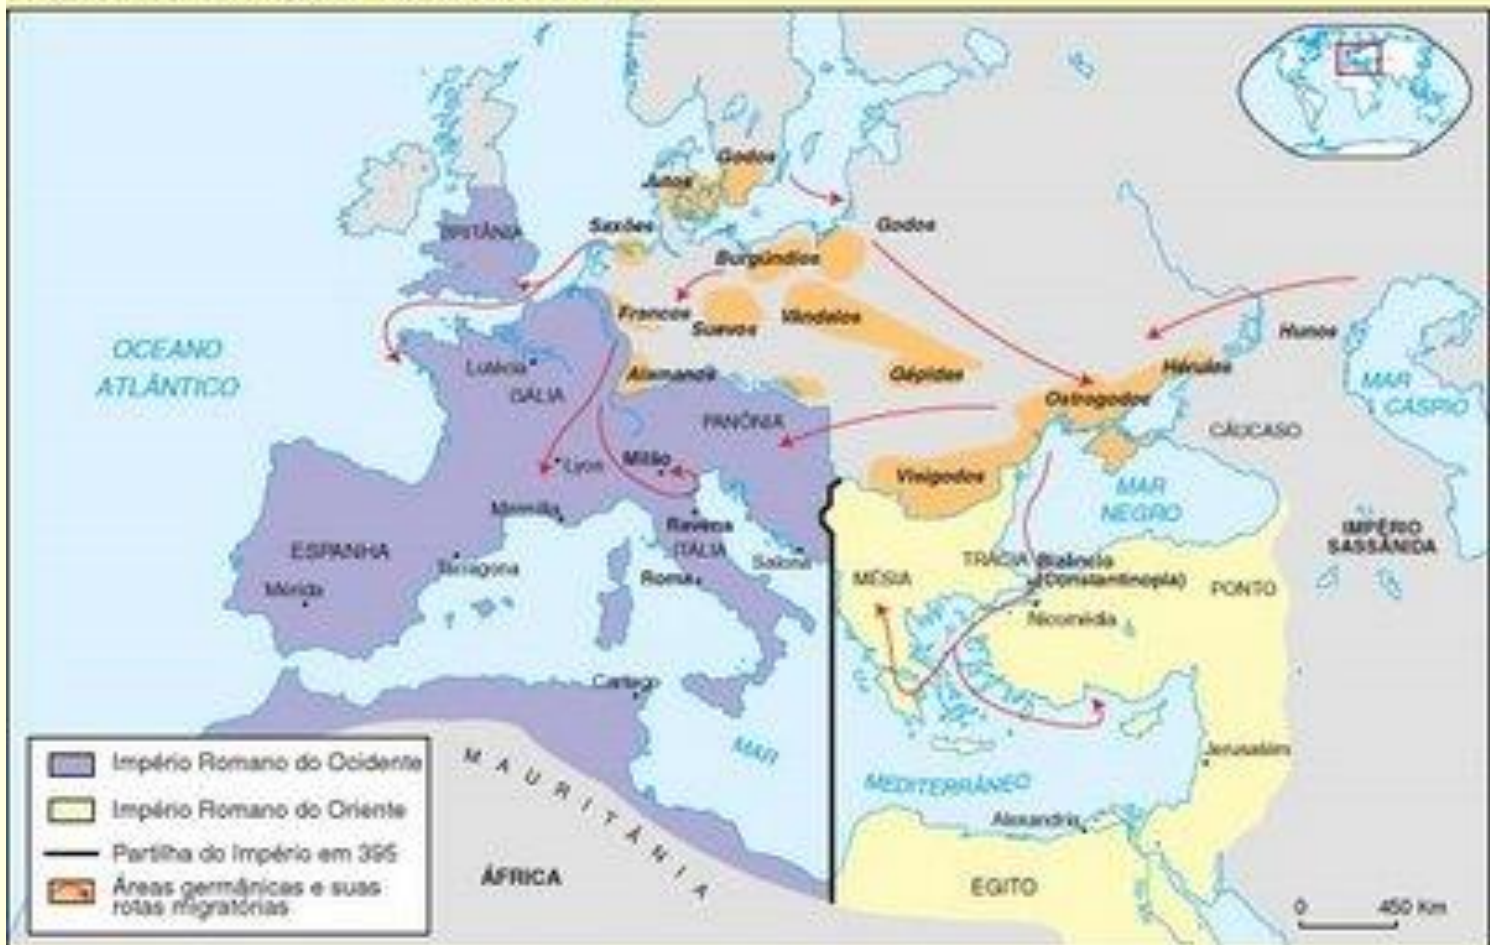 Godos
Jutos
Saxões
Godos
BRITÂNIA
Burgúndios
Francos
Suevos
Vândalos
Hunos
OCEANO
ATLÂNTICO
Lutécia
GÁLIA
Alamanos
Gépidas
Hérulos
Ostrogodos
MAR
CÁSPIO
PANÔNIA
CÁUCASO
Lyon
Milão
Visigodos
MAR
NEGRO
Ravena
ITÁLIA
ESPANHA
Tarragona
Salona
Roma
Mérida
IMPÉRIO
SASSÂNIDA
TRÁCIA
Bizâncio
(Constantinopla)
MÉSIA
PONTO
Nicomédia
Cartago
MAR
MEDITERRÂNEO
Jerusalém
Alexandria
MAURITÂNIA
ÁFRICA
EGITO
Império Romano do Ocidente
Império Romano do Oriente
Partilha do Império em 395
Áreas germânicas e suas
rotas migratórias
0 450 Km